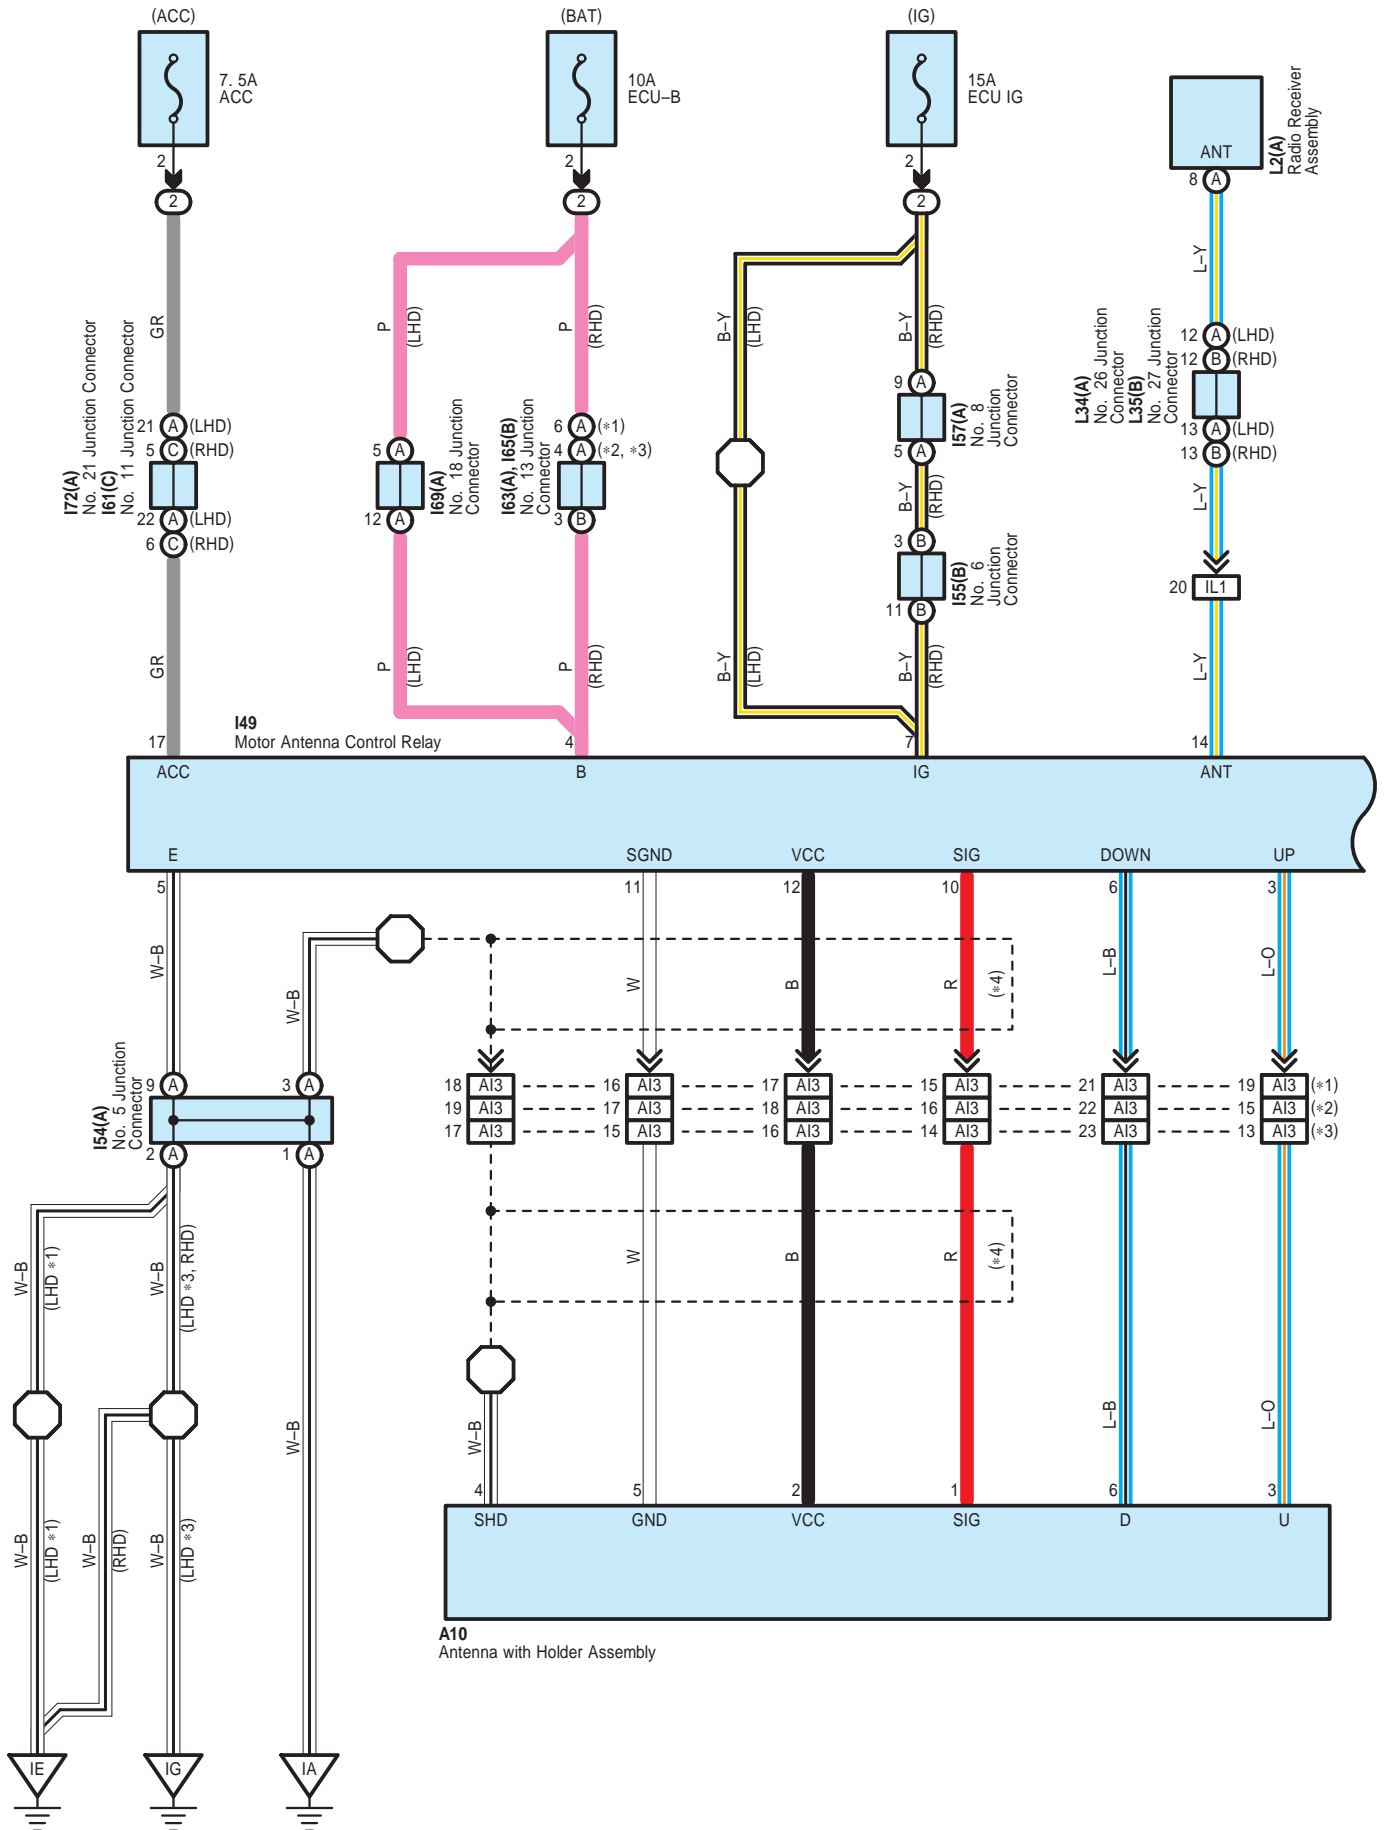 (ACC)
(BAT)
(IG)
7. 5A
ACC
10A
ECU–B
15A
ECU IG
ANT
L2(A)
Radio Receiver
Assembly
2
2
2
8 A
2
2
2
L–Y
GR
P
(LHD)
P
(RHD)
B–Y
(LHD)
B–Y
(RHD)
12 A (LHD)
12 B (RHD)
L34(A)
No. 26 Junction
Connector
L35(B)
No. 27 Junction
Connector
13 A (LHD)
13 B (RHD)
I72(A)
No. 21 Junction Connector
I61(C)
No. 11 Junction Connector
21 A (LHD)
5 C (RHD)
22 A (LHD)
6 C (RHD)
5 A
12 A
I69(A)
No. 18 Junction
Connector
I63(A), I65(B)
No. 13 Junction
Connector
6 A (*1)
4 A (*2, *3)
3 B
9 A
5 A
I57(A)
No. 8
Junction
Connector
B–Y
(RHD)
3 B
11 B
I55(B)
No. 6
Junction
Connector
L–Y
20 IL1
GR
P
(LHD)
P
(RHD)
B–Y
(LHD)
B–Y
(RHD)
L–Y
I49
Motor Antenna Control Relay
17
4
7
14
ACC
B
IG
ANT
E
SGND
VCC
SIG
DOWN
UP
5
11
12
10
6
3
W–B
W–B
W
B
R
(*4)
L–B
L–O
I54(A)
No. 5 Junction
Connector
9 A
3 A
2 A
1 A
18 AI3 16 AI3 17 AI3 15 AI3 21 AI3 19 AI3 (*1)
19 AI3 17 AI3 18 AI3 16 AI3 22 AI3 15 AI3 (*2)
17 AI3 15 AI3 16 AI3 14 AI3 23 AI3 13 AI3 (*3)
W–B
(LHD *1)
W–B
(LHD *3, RHD)
W
B
R
(*4)
W–B
W–B
L–B
L–O
4
5
2
1
6
3
SHD
GND
VCC
SIG
D
U
W–B
(LHD *1)
W–B
(RHD)
W–B
(LHD *3)
A10
Antenna with Holder Assembly
IE
IG
IA